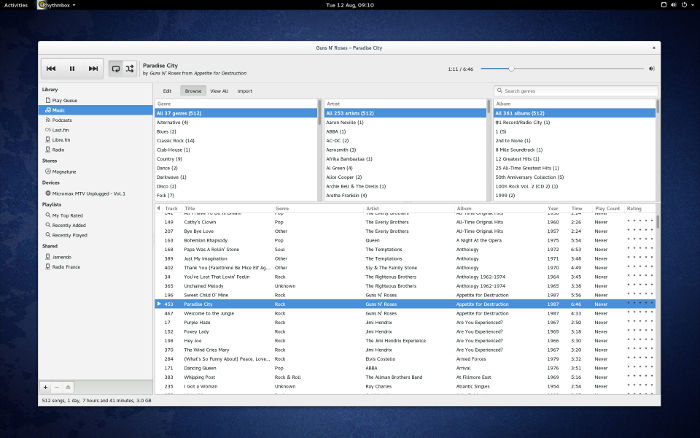 Activities Rhythmbox Tue 12 Aug, 09:10
Guns N' Roses - Paradise City
Paradise City
by Guns N' Roses from Appetite for Destruction
1:11 / 6:46
Library
Play Queue
Music
Podcasts
Last.fm
Libre.fm
Radio
Stores
Magnatune
Devices
Micromax MTV Unplugged - Vol.1
Playlists
My Top Rated
Recently Added
Recently Played
Shared
Jamendo
Radio France
Edit Browse View All Import
Search genres
Genre
All 37 genres (512)
Alternative (4)
Blues (2)
Classic Rock (14)
Club-House (1)
Country (9)
Dance (2)
Darkwave (1)
Disco (2)
Folk (7)
Artist
All 253 artists (512)
Aaron Neville (1)
ABBA (1)
AC-DC (2)
Aerosmith (3)
Afrika Bambaataa (1)
Al Green (4)
Alice Cooper (2)
Archie Bell & The Drells (1)
Aretha Franklin (4)
Album
All 361 albums (512)
#1 Record/Radio City (1)
1 (5)
2nd to None (1)
8 Mile Soundtrack (1)
12 Greatest Hits (1)
25 All-Time Greatest Hits (1)
50th Anniversary Collection (5)
100% Rock Vol. 2 (CD 2) (1)
1999 (2)
Track Title Genre Artist Album Year Time Play Count Rating
149 Cathy's Clown Pop The Everly Brothers All-Time Original Hits 1960 2:24 Never
207 Bye Bye Love Other The Everly Brothers All-Time Original Hits 1957 2:24 Never
163 Bohemian Rhapsody Pop Queen A Night At the Opera 1975 5:54 Never
168 Papa Was a Rollin' Stone Soul The Temptations Anthology 1972 6:53 Never
389 Just My Imagination Other The Temptations Anthology 1971 3:48 Never
402 Thank You (Falettinme Be Mice Elf Ag... Other Sly & The Family Stone Anthology 1970 4:49 Never
34 You've Lost That Lovin' Feelin Rock The Righteous Brothers Anthology 1962-1974 1964 3:45 Never
365 Unchained Melody Unknown The Righteous Brothers Anthology 1962-1974 1965 3:38 Never
196 Sweet Child O' Mine Rock Guns N' Roses Appetite for Destruction 1987 5:56 Never
453 Paradise City Rock Guns N' Roses Appetite for Destruction 1987 6:46 Never
467 Welcome to the Jungle Rock Guns N' Roses Appetite for Destruction 1987 4:33 Never
17 Purple Haze Rock Jimi Hendrix Are You Experienced? 1967 2:50 Never
152 Foxey Lady Rock Jimi Hendrix Are You Experienced? 1967 3:18 Never
198 Hey Joe Rock The Jimi Hendrix Experience Are You Experienced? 1966 3:30 Never
370 The Wind Cries Mary Rock Jimi Hendrix Are You Experienced? 1967 3:20 Never
284 (What's So Funny About) Peace, Love... Rock Elvis Costello Armed Forces 1979 3:32 Never
171 Dancing Queen Pop ABBA Arrival 1976 3:51 Never
383 Whipping Post Rock & Roll The Allman Brothers Band At Fillmore East 1969 5:16 Never
235 I Got a Woman Unknown Ray Charles Atlantic Singles 1954 2:54 Never
512 songs, 1 day, 7 hours and 41 minutes, 3.0 GB